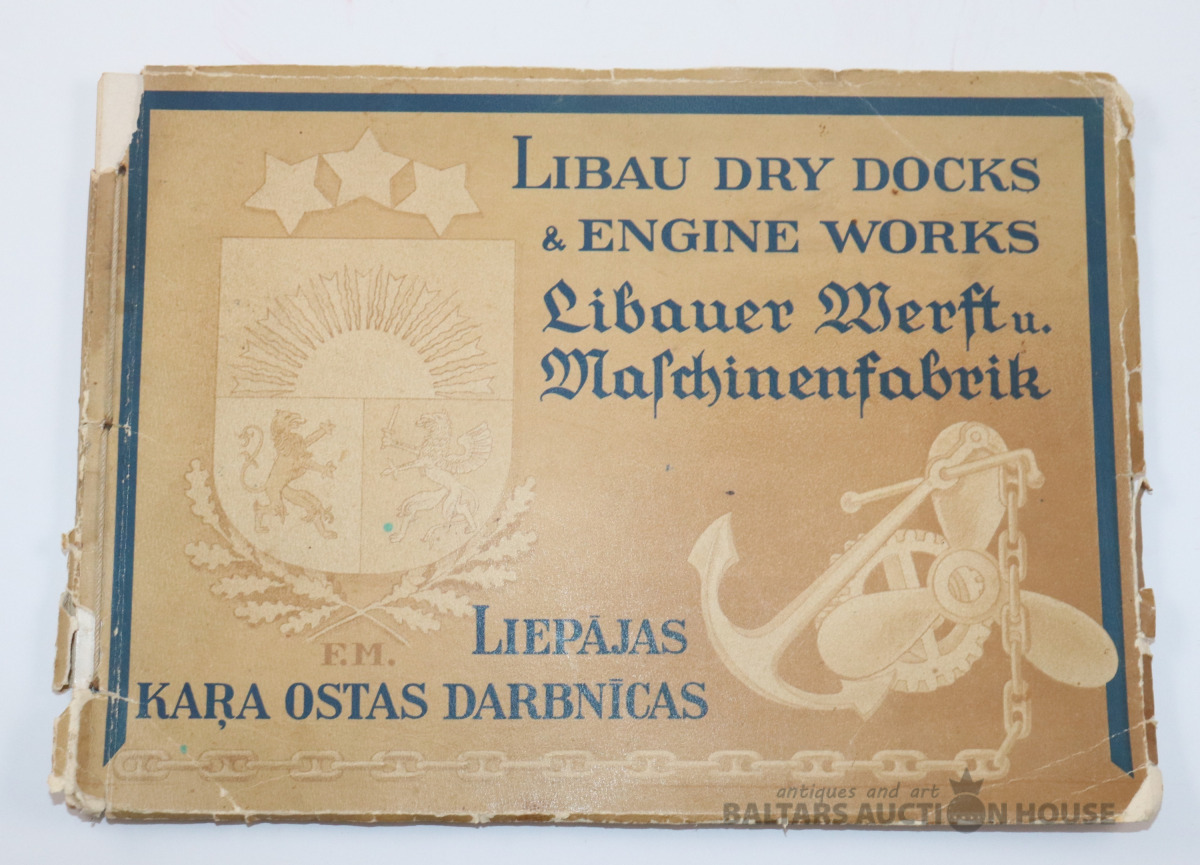 LIBAU DRY DOCKS
& ENGINE WORKS
Libauer Werft u.
Maſchinenfabrik
F.M.
LIEPĀJAS
KAŖA OSTAS DARBNĪCAS
antiques and art
BALTARS AUCTION HOUSE